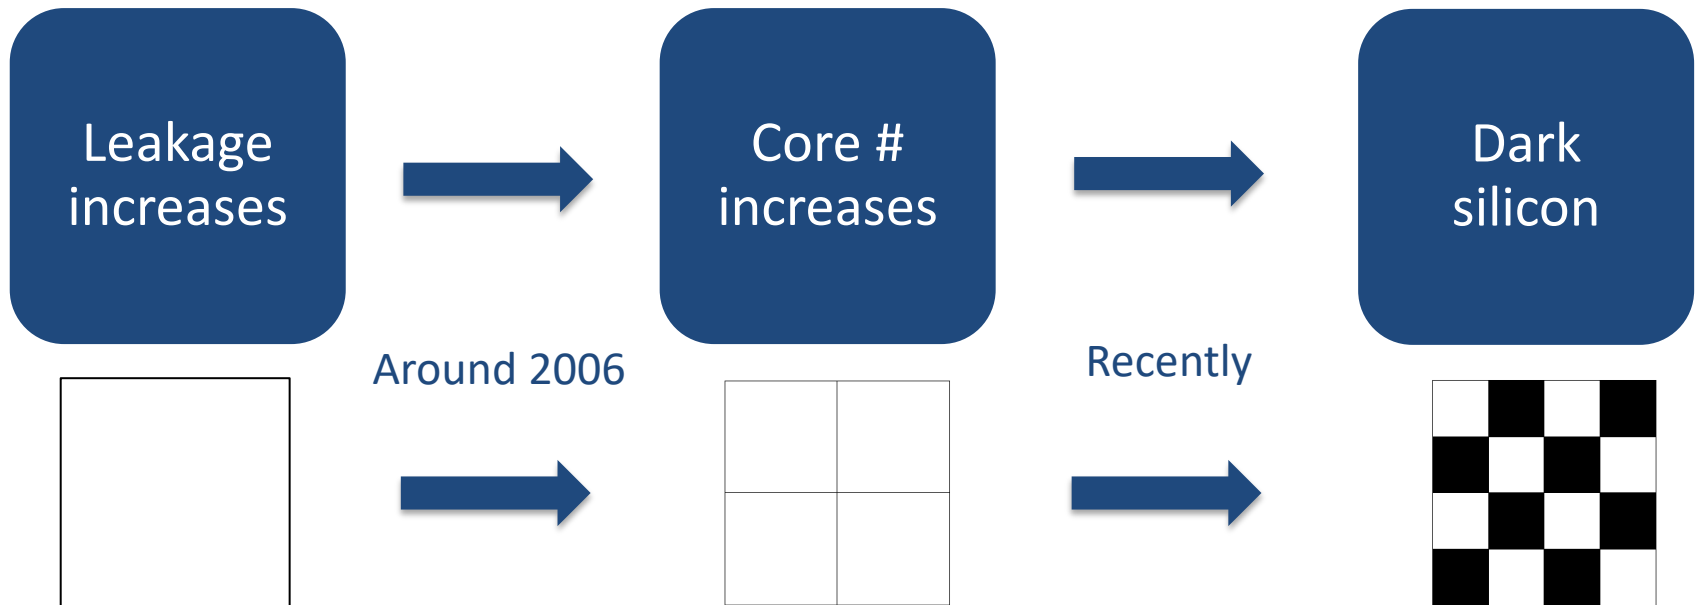 Leakage
increases
Core #
increases
Dark
silicon
Around 2006
Recently